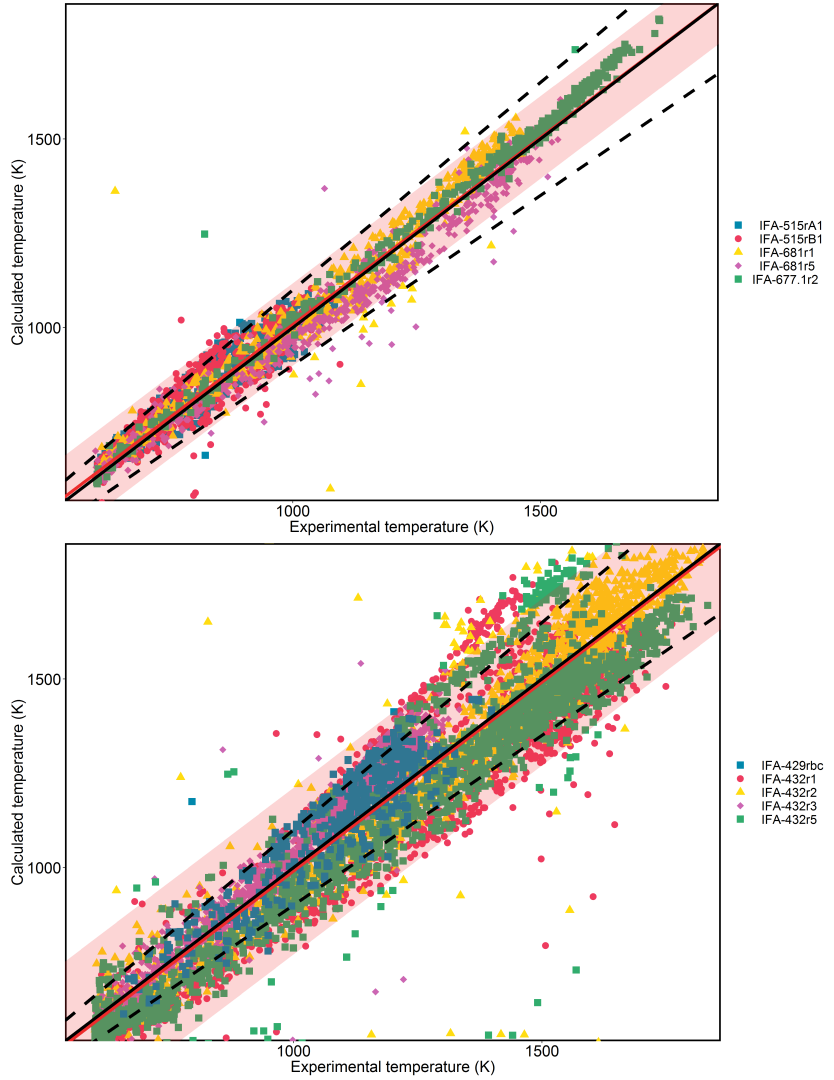 1500
1000
Calculated temperature (K)
1000
1500
Experimental temperature (K)
IFA-515rA1
IFA-515rB1
IFA-681r1
IFA-681r5
IFA-677.1r2
1500
1000
Calculated temperature (K)
1000
1500
Experimental temperature (K)
IFA-429rbc
IFA-432r1
IFA-432r2
IFA-432r3
IFA-432r5